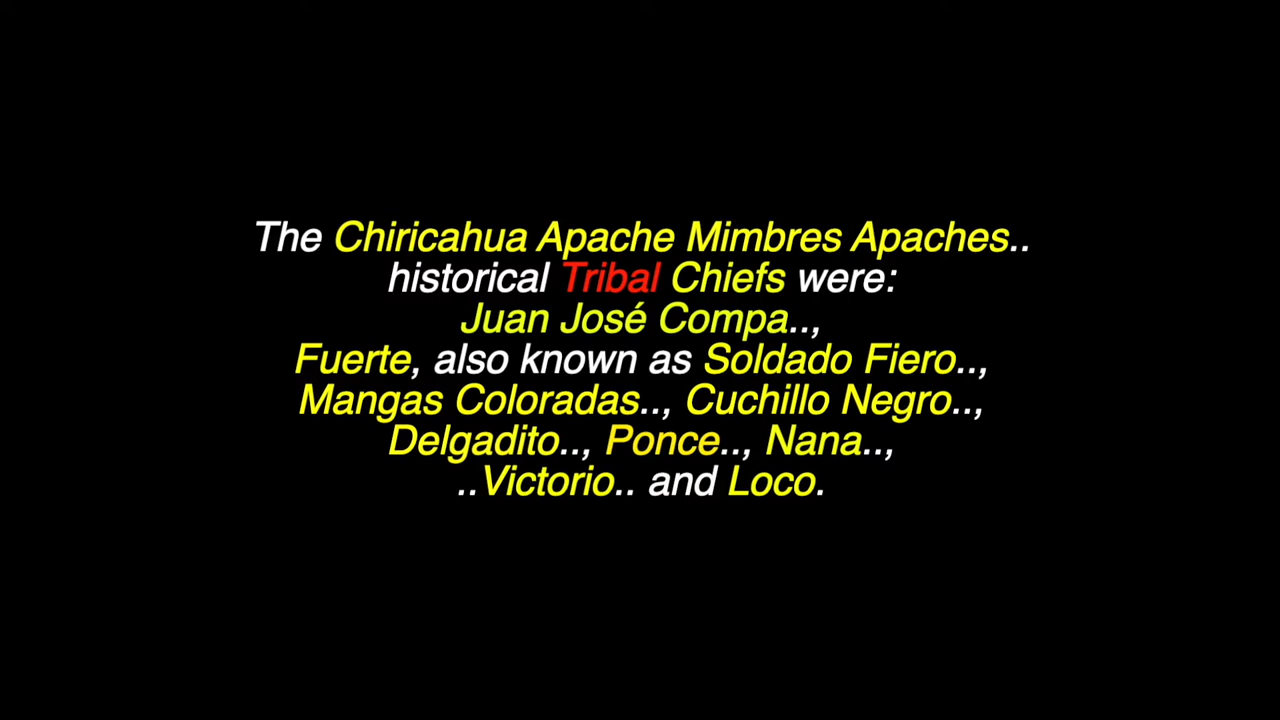 The Chiricahua Apache Mimbres Apaches..
historical Tribal Chiefs were:
Juan José Compa..,
Fuerte, also known as Soldado Fiero..,
Mangas Coloradas.., Cuchillo Negro..,
Delgadito.., Ponce.., Nana..,
..Victorio.. and Loco.